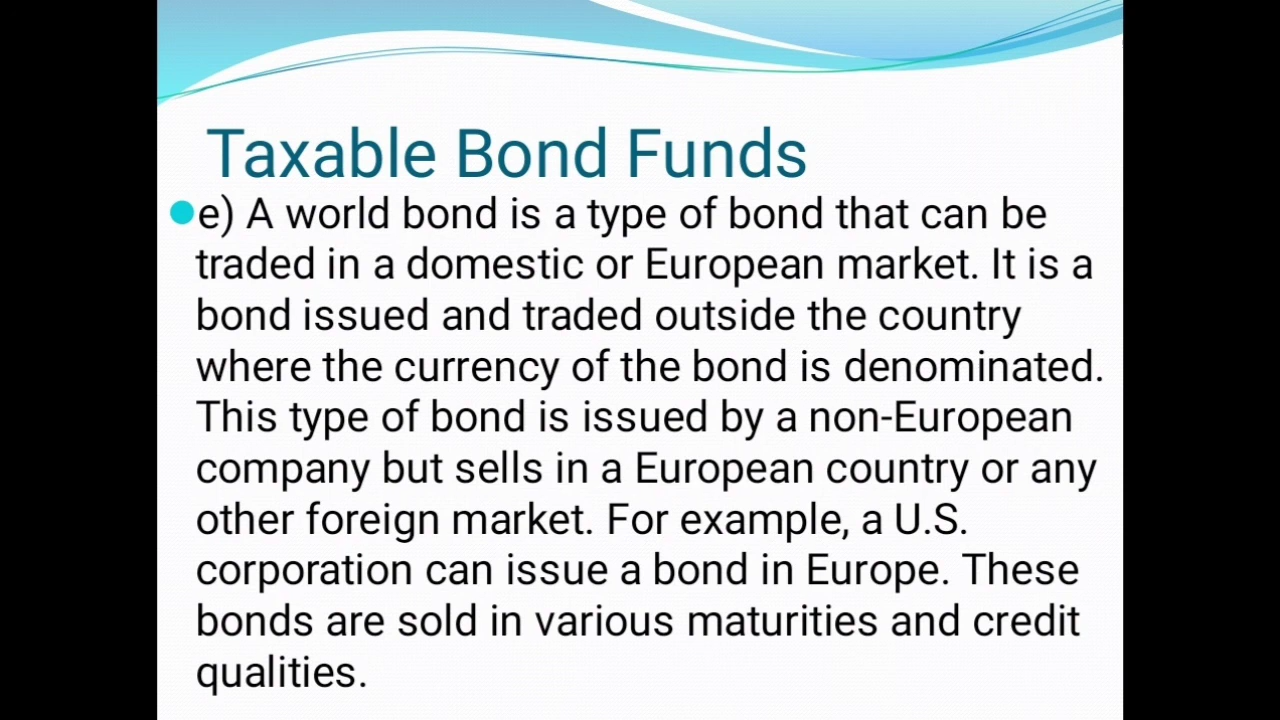 Taxable Bond Funds
e) A world bond is a type of bond that can be
traded in a domestic or European market. It is a
bond issued and traded outside the country
where the currency of the bond is denominated.
This type of bond is issued by a non-European
company but sells in a European country or any
other foreign market. For example, a U.S.
corporation can issue a bond in Europe. These
bonds are sold in various maturities and credit
qualities.